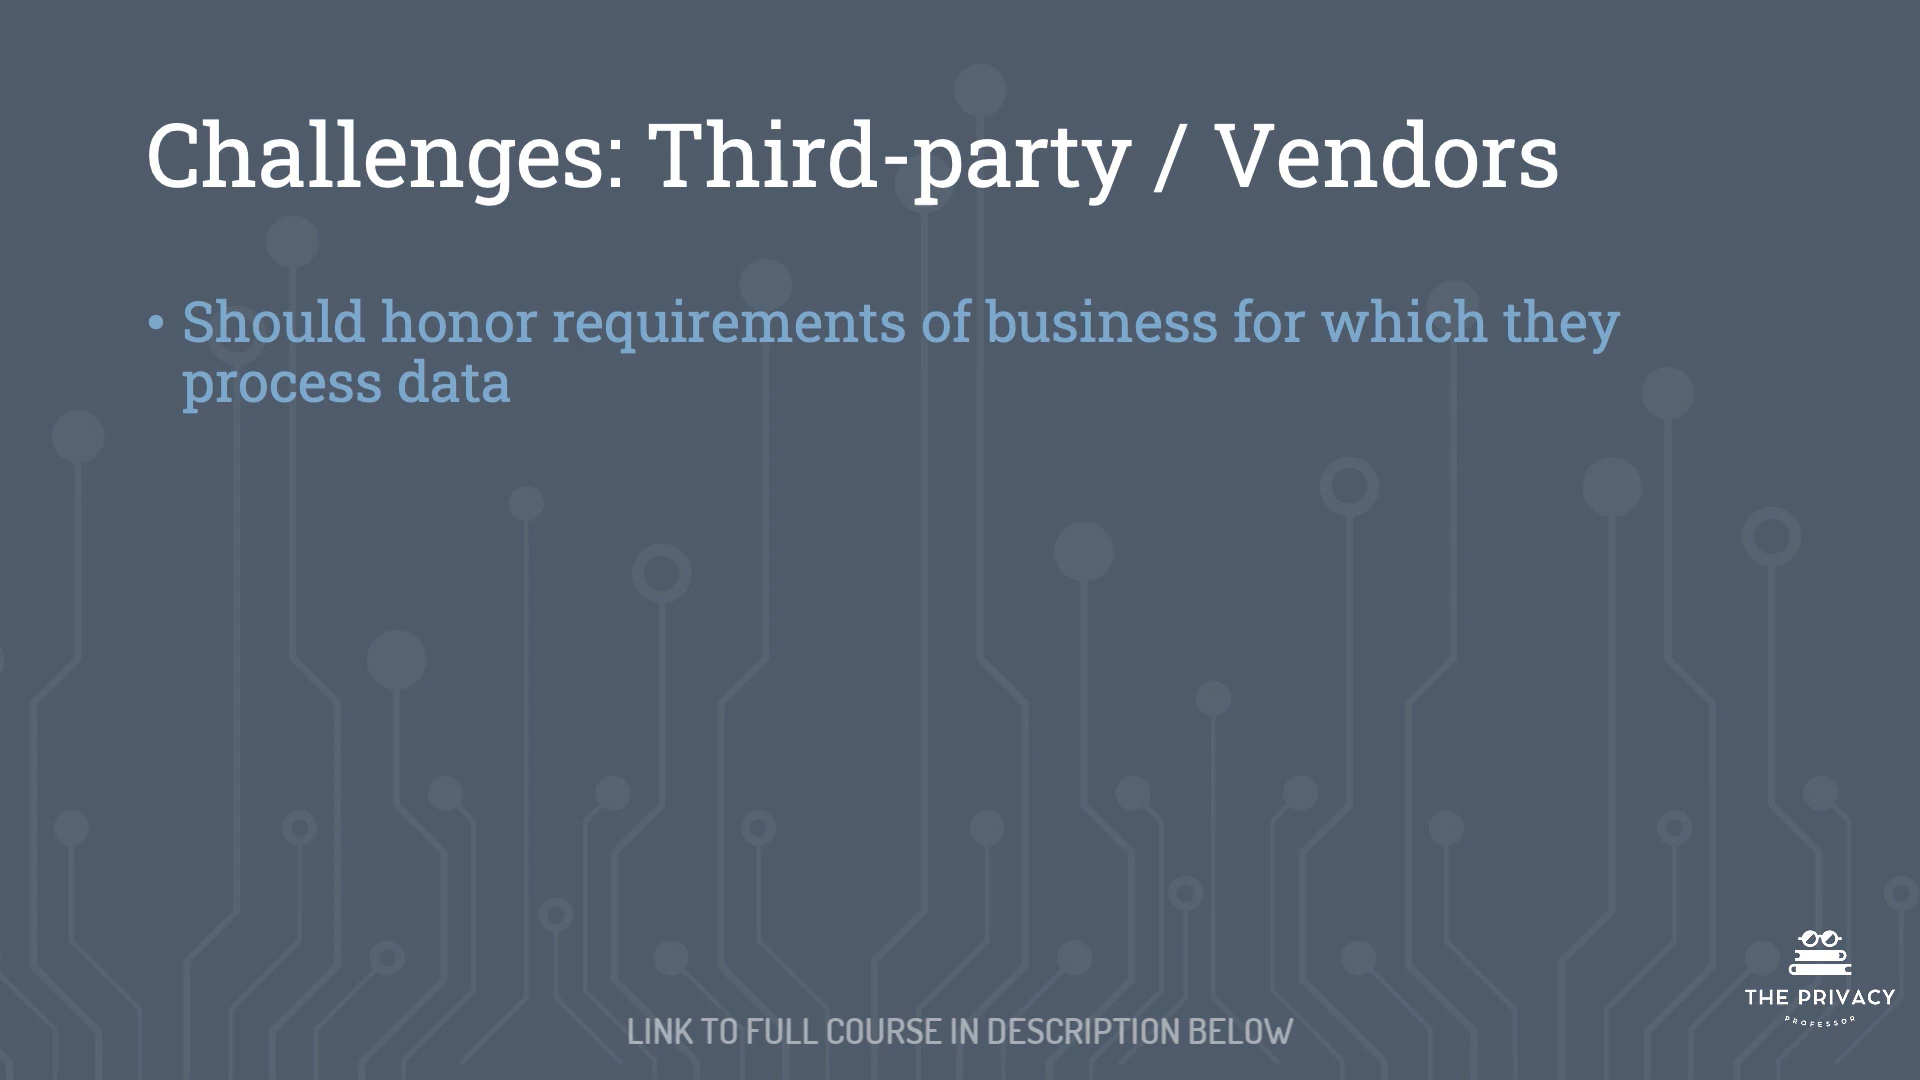 Challenges: Third-party / Vendors
• Should honor requirements of business for which they
process data
THE PRIVACY
PROFESSOR
LINK TO FULL COURSE IN DESCRIPTION BELOW